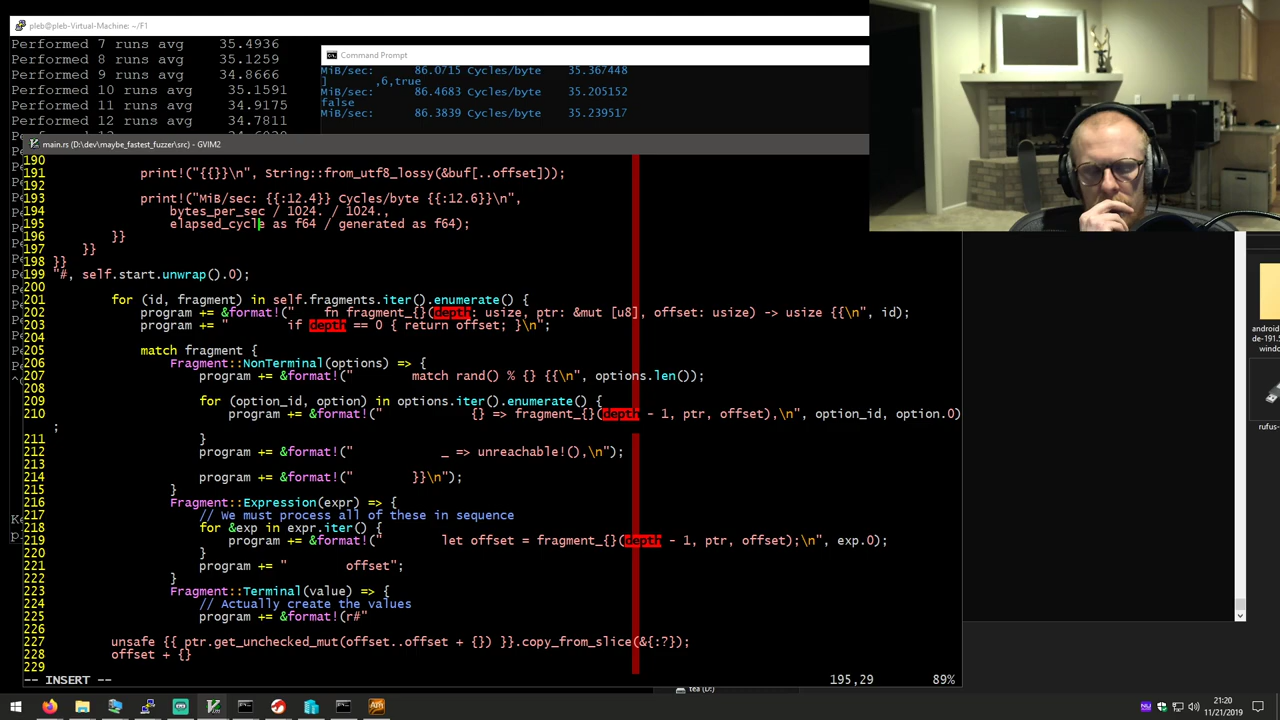 pleb@pleb-Virtual-Machine: ~/F1
Performed 7 runs avg    35.4936
Performed 8 runs avg    35.1259
Performed 9 runs avg    34.8666
Performed 10 runs avg   35.1591
Performed 11 runs avg   34.9175
Performed 12 runs avg   34.7811
Command Prompt
MiB/sec:      86.0715 Cycles/byte    35.367448
]      ,6,true
MiB/sec:      86.4683 Cycles/byte    35.205152
false
MiB/sec:      86.3839 Cycles/byte    35.239517
main.rs (D:\dev\maybe_fastest_fuzzer\src) - GVIM2
190
191             print!("{{}}\n", String::from_utf8_lossy(&buf[..offset]));
192
193             print!("MiB/sec: {{:12.4}} Cycles/byte {{:12.6}}\n",
194                 bytes_per_sec / 1024. / 1024.,
195                 elapsed_cycle as f64 / generated as f64);
196         }}
197     }}
198 }}
199 "#, self.start.unwrap().0);
200
201         for (id, fragment) in self.fragments.iter().enumerate() {
202             program += &format!("    fn fragment_{}(depth: usize, ptr: &mut [u8], offset: usize) -> usize {{\n", id);
203             program += "        if depth == 0 { return offset; }\n";
204
205             match fragment {
206                 Fragment::NonTerminal(options) => {
207                     program += &format!("        match rand() % {} {{\n", options.len());
208
209                     for (option_id, option) in options.iter().enumerate() {
210                         program += &format!("            {} => fragment_{}(depth - 1, ptr, offset),\n", option_id, option.0)
;
211                     }
212                     program += &format!("            _ => unreachable!(),\n");
213
214                     program += &format!("        }}\n");
215                 }
216                 Fragment::Expression(expr) => {
217                     // We must process all of these in sequence
218                     for &exp in expr.iter() {
219                         program += &format!("        let offset = fragment_{}(depth - 1, ptr, offset);\n", exp.0);
220                     }
221                     program += "        offset";
222                 }
223                 Fragment::Terminal(value) => {
224                     // Actually create the values
225                     program += &format!(r#"
227         unsafe {{ ptr.get_unchecked_mut(offset..offset + {}) }}.copy_from_slice(&{:?});
228         offset + {}
229
-- INSERT --                195,29        89%
tea (D:)
21:20
11/21/2019